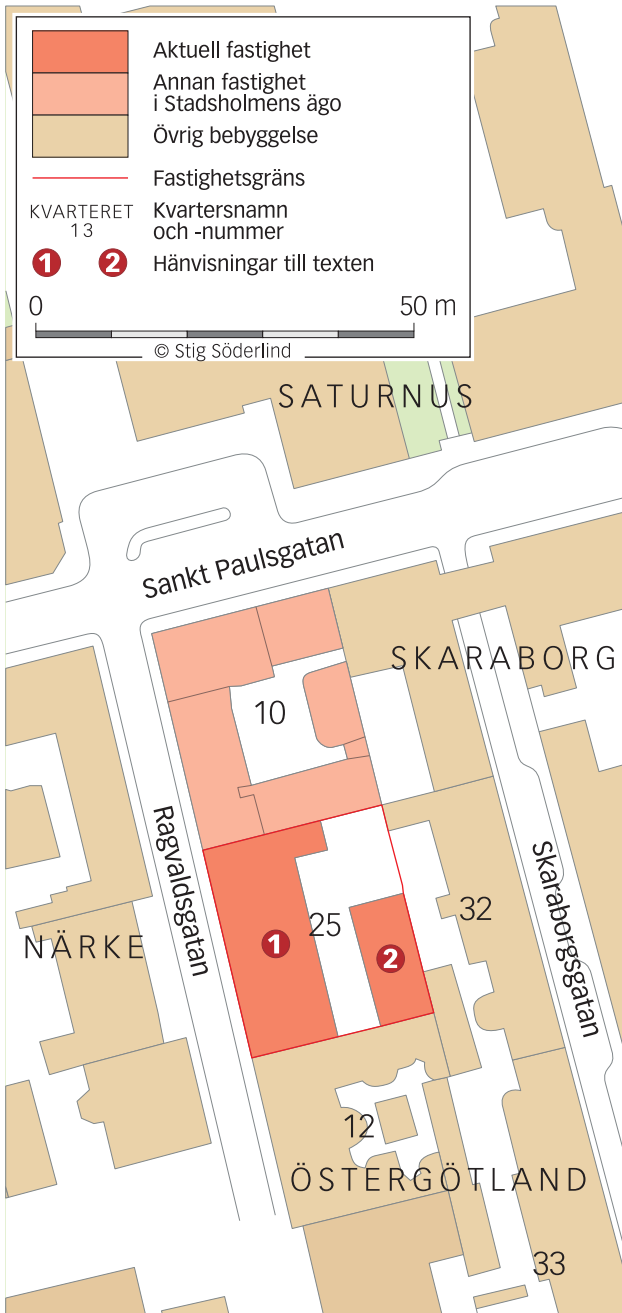 Aktuell fastighet
Annan fastighet
i Stadsholmens ägo
Övrig bebyggelse
Fastighetsgräns
KVARTERET
13
Kvartersnamn
och -nummer
1 2 Hänvisningar till texten
0 50 m
© Stig Söderlind
SATURNUS
Sankt Paulsgatan
SKARABORG
10
Ragvaldsgatan
Skaraborgsgatan
32
25
NÄRKE
1
2
12
ÖSTERGÖTLAND
33